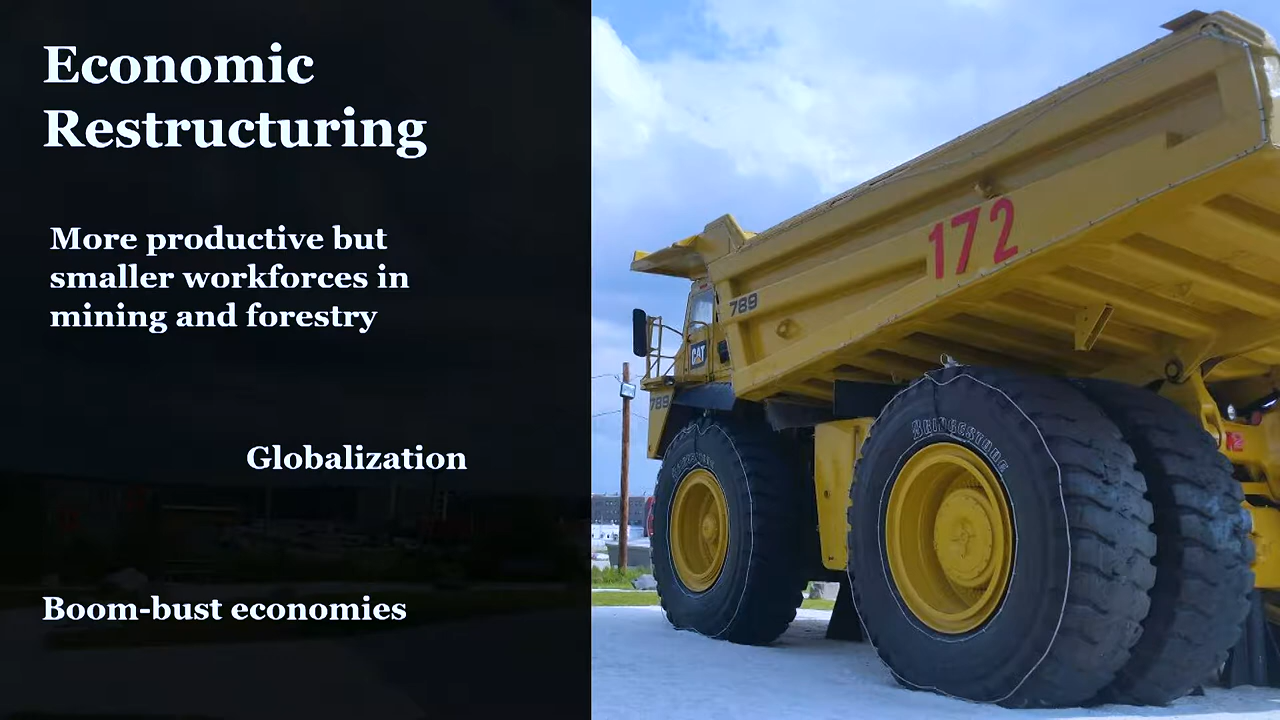 Economic
Restructuring
More productive but
smaller workforces in
mining and forestry
Globalization
Boom-bust economies
172
789
CAT
789
BRIDGESTONE